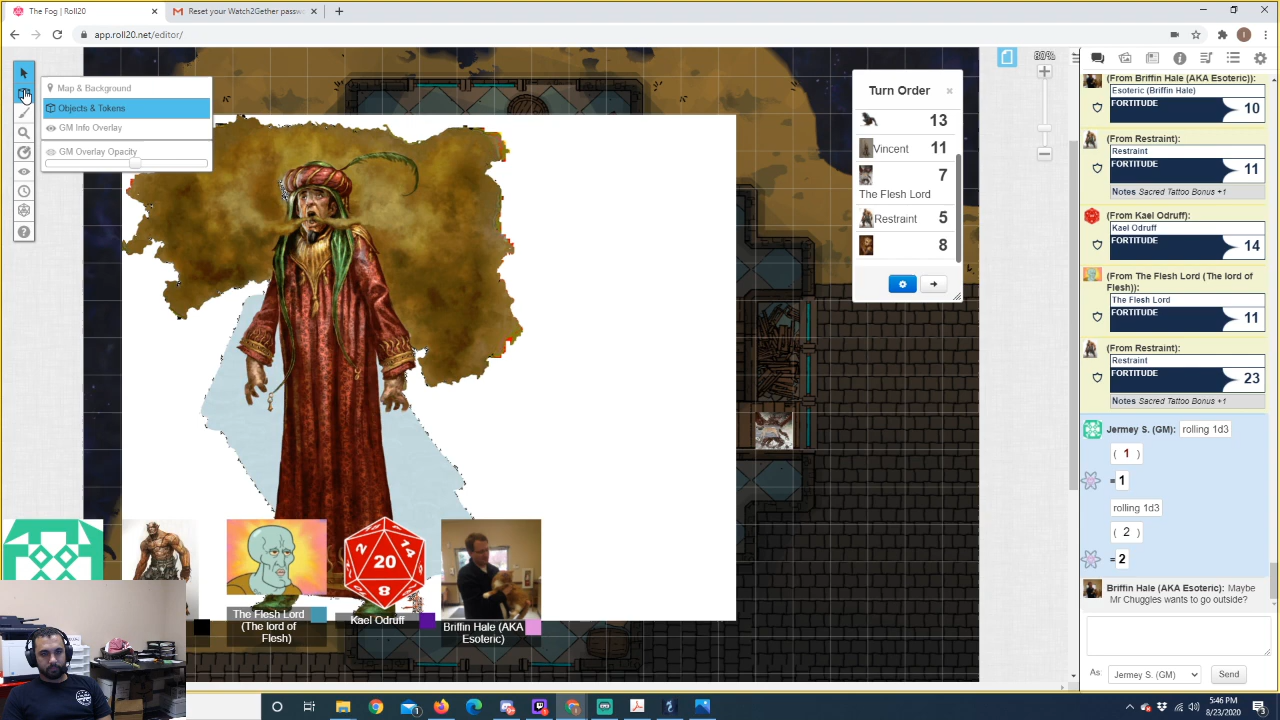 The Fog | Roll20
Reset your Watch2Gether passw
app.roll20.net/editor/
Map & Background
Objects & Tokens
GM Info Overlay
GM Overlay Opacity
Turn Order
13
Vincent 11
7
The Flesh Lord
Restraint 5
8
80%
(From Briffin Hale (AKA Esoteric):
Esoteric (Briffin Hale)
FORTITUDE 10
(From Restraint):
Restraint
FORTITUDE 11
Notes Sacred Tattoo Bonus +1
(From Kael Odruff):
Kael Odruff
FORTITUDE 14
(From The Flesh Lord (The lord of
Flesh)):
The Flesh Lord
FORTITUDE 11
(From Restraint):
Restraint
FORTITUDE 23
Notes Sacred Tattoo Bonus +1
Jermey S. (GM): rolling 1d3
( 1 )
= 1
rolling 1d3
( 2 )
= 2
Briffin Hale (AKA Esoteric): Maybe
Mr Chuggles wants to go outside?
As: Jermey S. (GM) Send
2 14
20
8
The Flesh Lord
(The lord of
Flesh)
Kael Odruff
Briffin Hale (AKA
Esoteric)
5:46 PM
8/23/2020